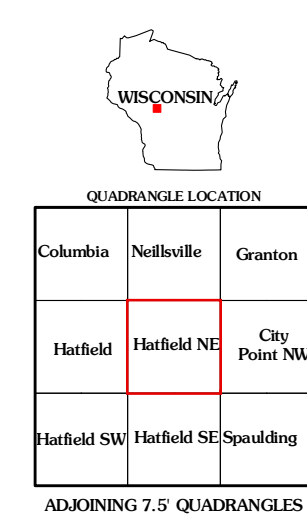 WISCONSIN
QUADRANGLE LOCATION
Columbia
Neillsville
Granton
Hatfield
Hatfield NE
City
Point NW
Hatfield SW
Hatfield SE
Spaulding
ADJOINING 7.5' QUADRANGLES